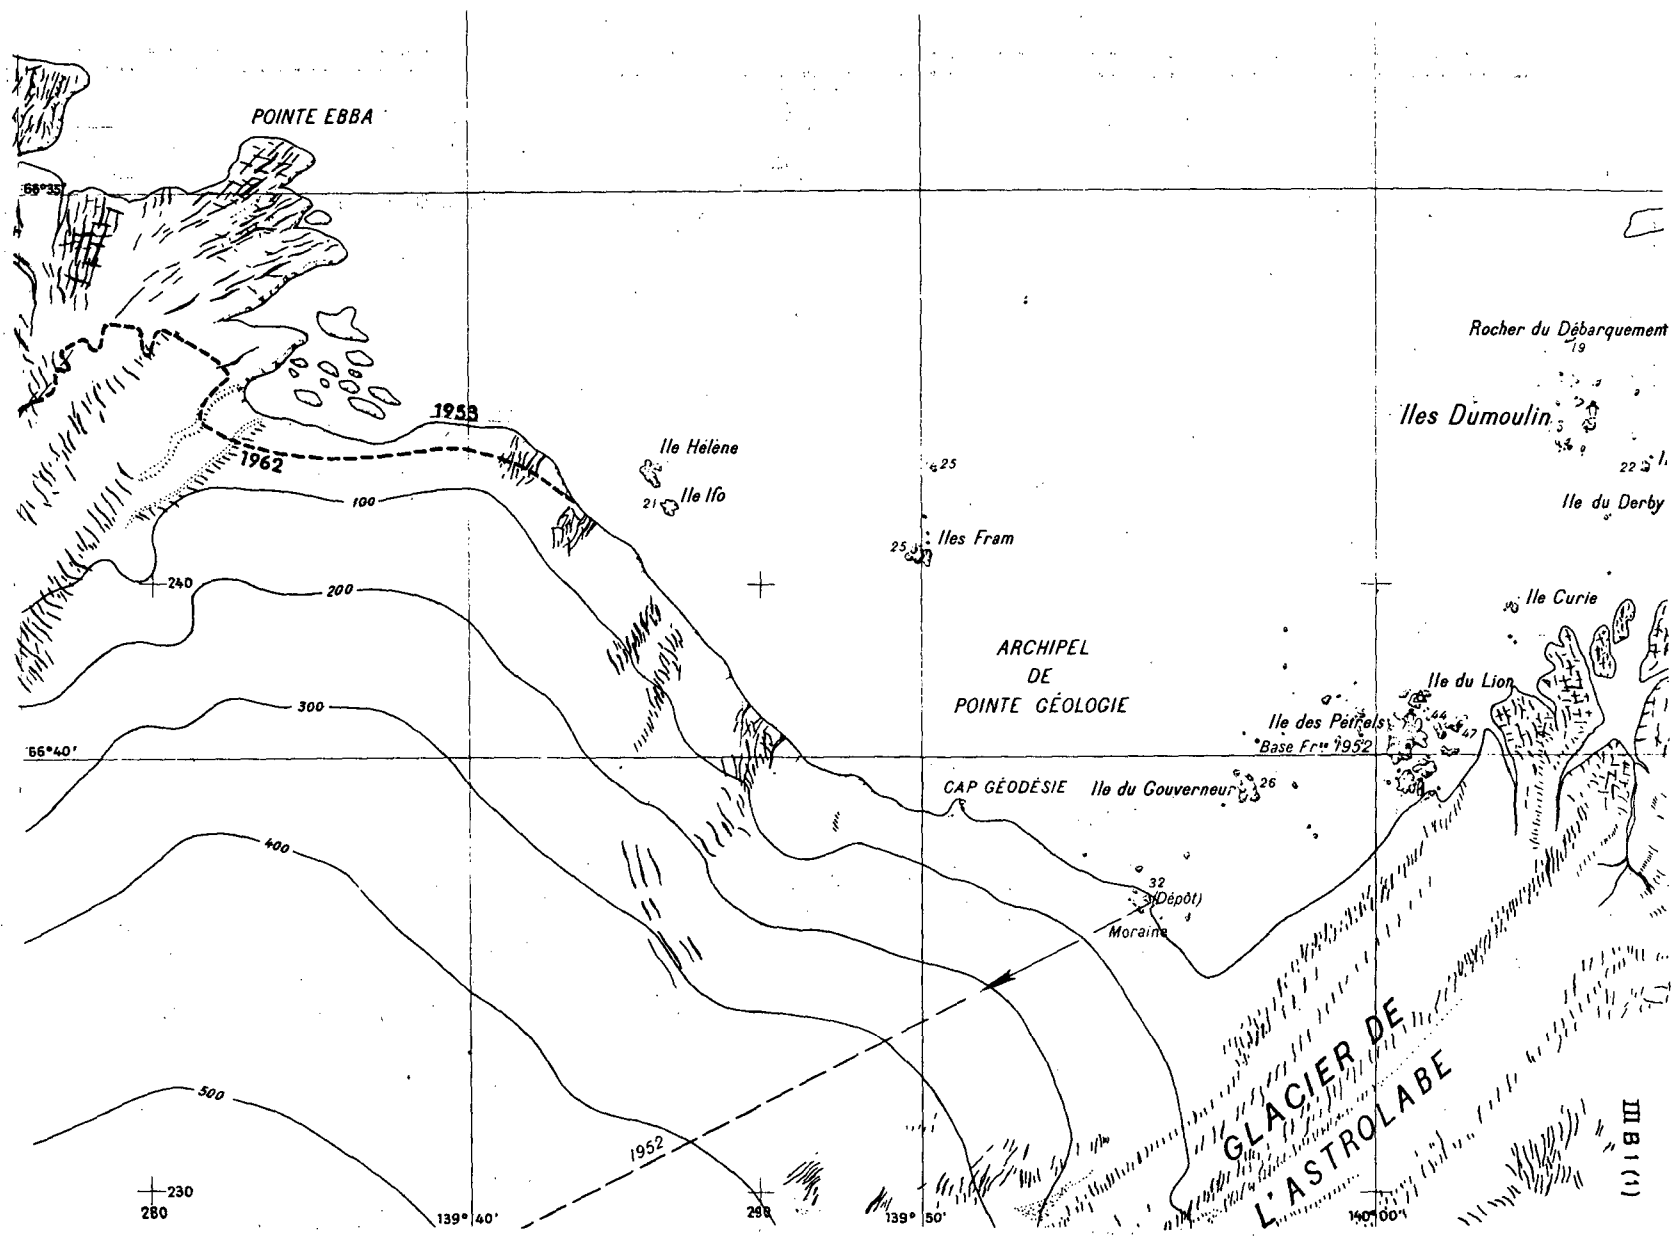 POINTE EBBA
66°35'
Rocher du Débarquement
19
Iles Dumoulin
1953
1962
Ile Hélène
25
22
21
Ile Ifo
100
Ile du Derby
25
Iles Fram
240
200
Ile Curie
ARCHIPEL
DE
POINTE GÉOLOGIE
Ile du Lion
300
Ile des Pétrels
44
47
66°40'
Base Frse 1952
CAP GÉODÉSIE
Ile du Gouverneur
26
400
32
(Dépôt)
Moraine
GLACIER DE
L'ASTROLABE
500
1952
III B 1 (1)
230
280
139° 40'
290
139° 50'
140°00'